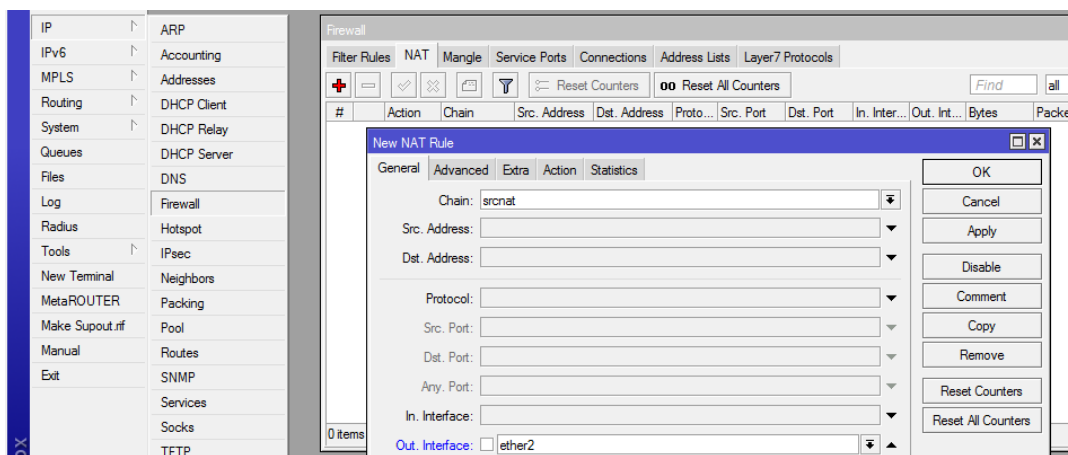 IP
IPv6
MPLS
Routing
System
Queues
Files
Log
Radius
Tools
New Terminal
MetaROUTER
Make Supout.rif
Manual
Exit
ARP
Accounting
Addresses
DHCP Client
DHCP Relay
DHCP Server
DNS
Firewall
Hotspot
IPsec
Neighbors
Packing
Pool
Routes
SNMP
Services
Socks
TFTP
Firewall
Filter Rules NAT Mangle Service Ports Connections Address Lists Layer7 Protocols
Reset Counters 00 Reset All Counters Find all
# Action Chain Src. Address Dst. Address Proto... Src. Port Dst. Port In. Inter... Out. Int... Bytes Packe
0 items
New NAT Rule
General Advanced Extra Action Statistics
Chain: srcnat
Src. Address:
Dst. Address:
Protocol:
Src. Port:
Dst. Port:
Any. Port:
In. Interface:
Out. Interface: ether2
OK
Cancel
Apply
Disable
Comment
Copy
Remove
Reset Counters
Reset All Counters